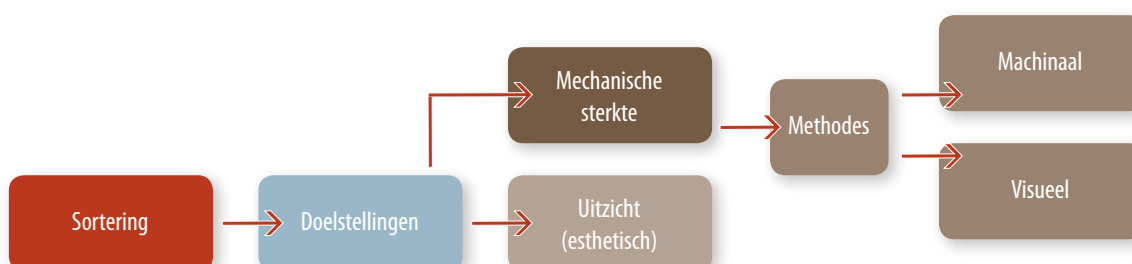 Sortering
Doelstellingen
Mechanische
sterkte
Uitzicht
(esthetisch)
Methodes
Machinaal
Visueel